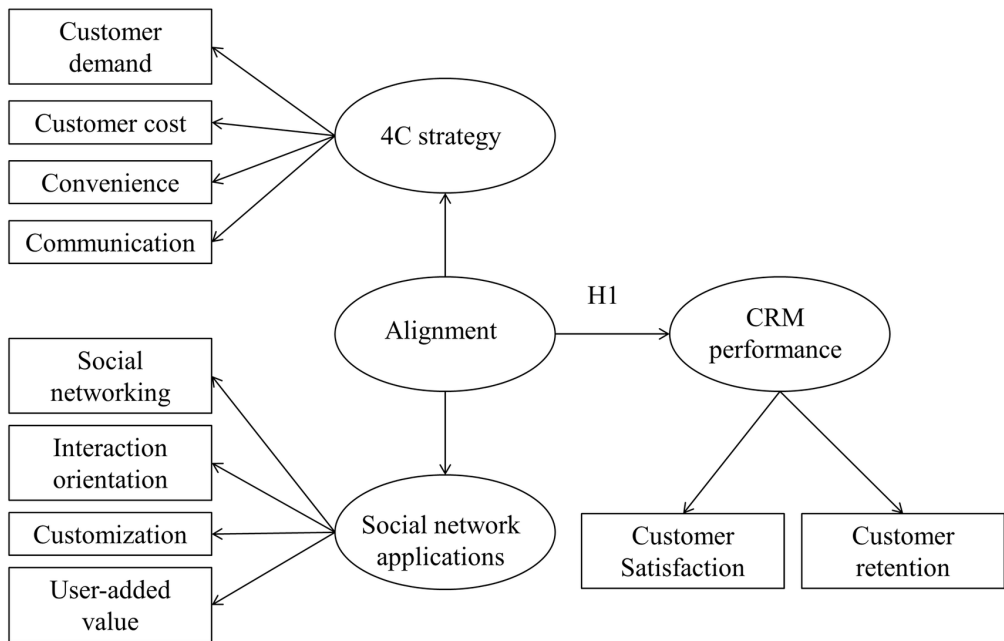 Customer
demand
Customer cost
Convenience
Communication
4C strategy
Alignment
H1
CRM
performance
Social
networking
Interaction
orientation
Customization
User-added
value
Social network
applications
Customer
Satisfaction
Customer
retention